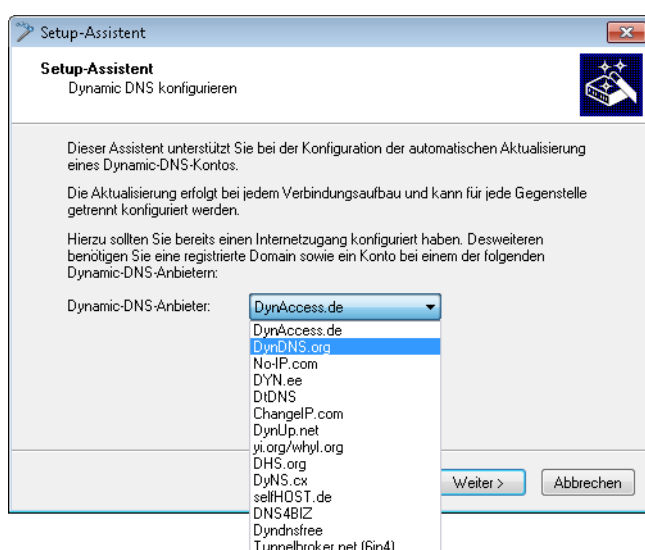 Setup-Assistent
Setup-Assistent
Dynamic DNS konfigurieren
Dieser Assistent unterstützt Sie bei der Konfiguration der automatischen Aktualisierung
eines Dynamic-DNS-Kontos.
Die Aktualisierung erfolgt bei jedem Verbindungsaufbau und kann für jede Gegenstelle
getrennt konfiguriert werden.
Hierzu sollten Sie bereits einen Internetzugang konfiguriert haben. Desweiteren
benötigen Sie eine registrierte Domain sowie ein Konto bei einem der folgenden
Dynamic-DNS-Anbietern:
Dynamic-DNS-Anbieter: DynAccess.de
DynAccess.de
DynDNS.org
No-IP.com
DYN.ee
DtDNS
ChangeIP.com
DynUp.net
yi.org/whyI.org
DHS.org
DyNS.cx
selfHOST.de
DNS4BIZ
Dyndnsfree
Tunnelbroker.net (6in4)
Weiter > Abbrechen